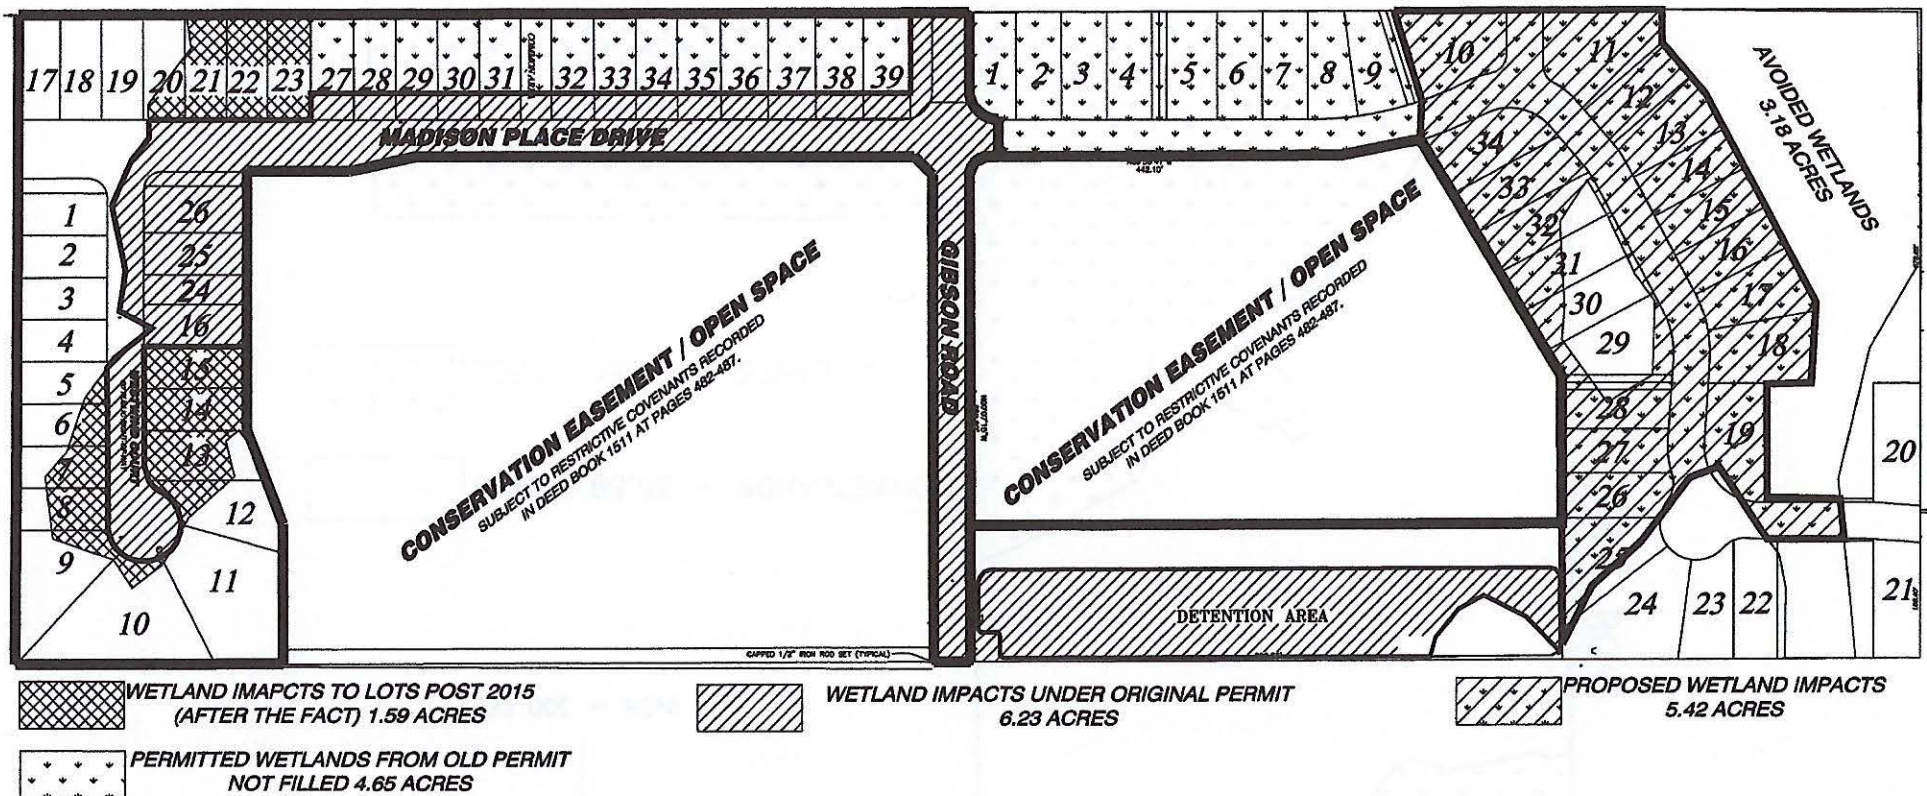 17 18 19 20 21 22 23 27 28 29 30 31 32 33 34 35 36 37 38 39
1 2 3 4 5 6 7 8 9 10 11
12
13
14
15
16
17
18
19
20
21
AVOIDED WETLANDS
3.18 ACRES
MADISON PLACE DRIVE
442.10'
34
33
32
31
30
29
28
27
26
25
24 23 22
1
2
3
4
5
6
7
8
9
10
11
12
26
25
24
16
15
14
13
CONSERVATION EASEMENT / OPEN SPACE
SUBJECT TO RESTRICTIVE COVENANTS RECORDED
IN DEED BOOK 1511 AT PAGES 482-487.
GIBSON ROAD
CONSERVATION EASEMENT / OPEN SPACE
SUBJECT TO RESTRICTIVE COVENANTS RECORDED
IN DEED BOOK 1511 AT PAGES 482-487.
DETENTION AREA
CAPPED 1/2" IRON ROD SET (TYPICAL)
WETLAND IMAPCTS TO LOTS POST 2015
(AFTER THE FACT) 1.59 ACRES
WETLAND IMPACTS UNDER ORIGINAL PERMIT
6.23 ACRES
PROPOSED WETLAND IMPACTS
5.42 ACRES
PERMITTED WETLANDS FROM OLD PERMIT
NOT FILLED 4.65 ACRES